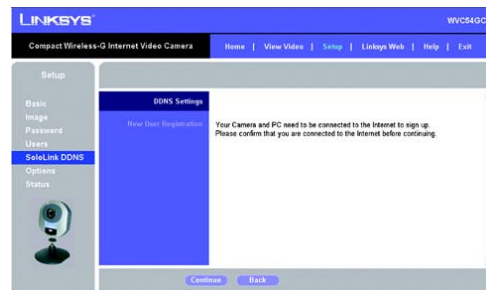 LINKSYS
WVC54GC
Compact Wireless-G Internet Video Camera
Home | View Video | Setup | Linksys Web | Help | Exit
Setup
Basic
Image
Password
Users
SoloLink DDNS
Options
Status
DDNS Settings
New User Registration
Your Camera and PC need to be connected to the Internet to sign up.
Please confirm that you are connected to the Internet before continuing.
Continue
Back